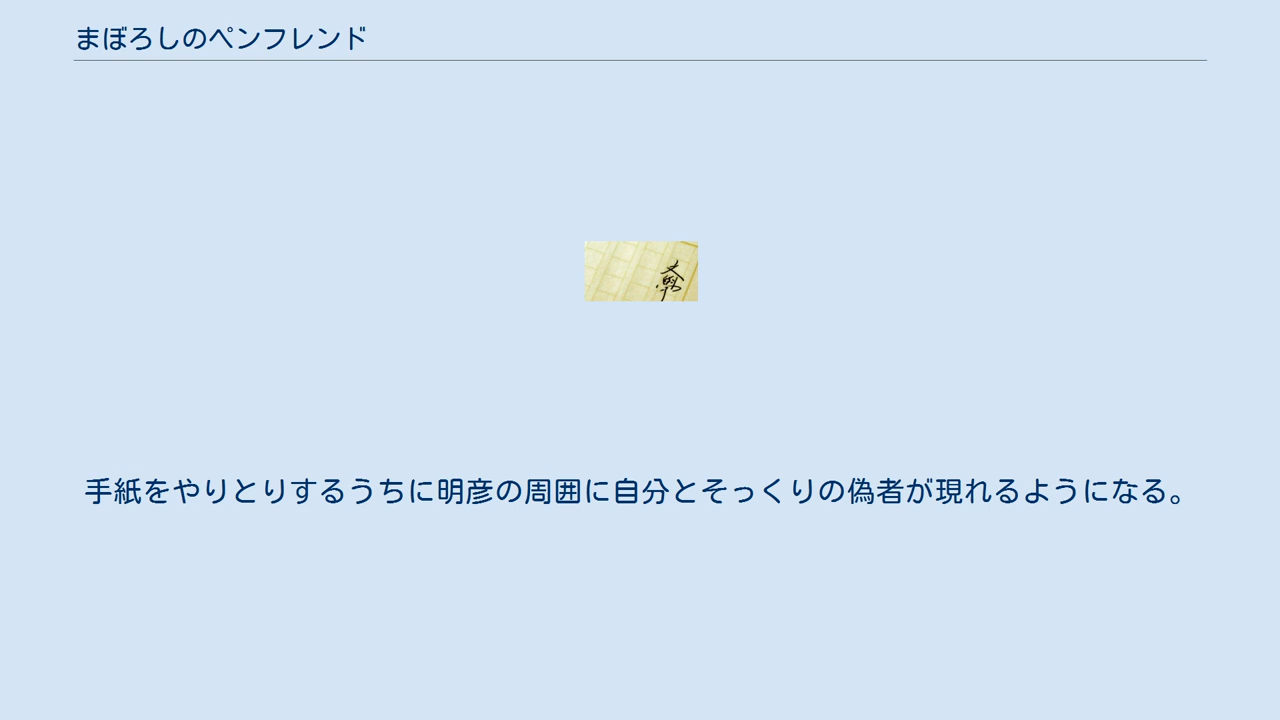 まぼろしのペンフレンド
手紙をやりとりするうちに明彦の周囲に自分とそっくりの偽者が現れるようになる。